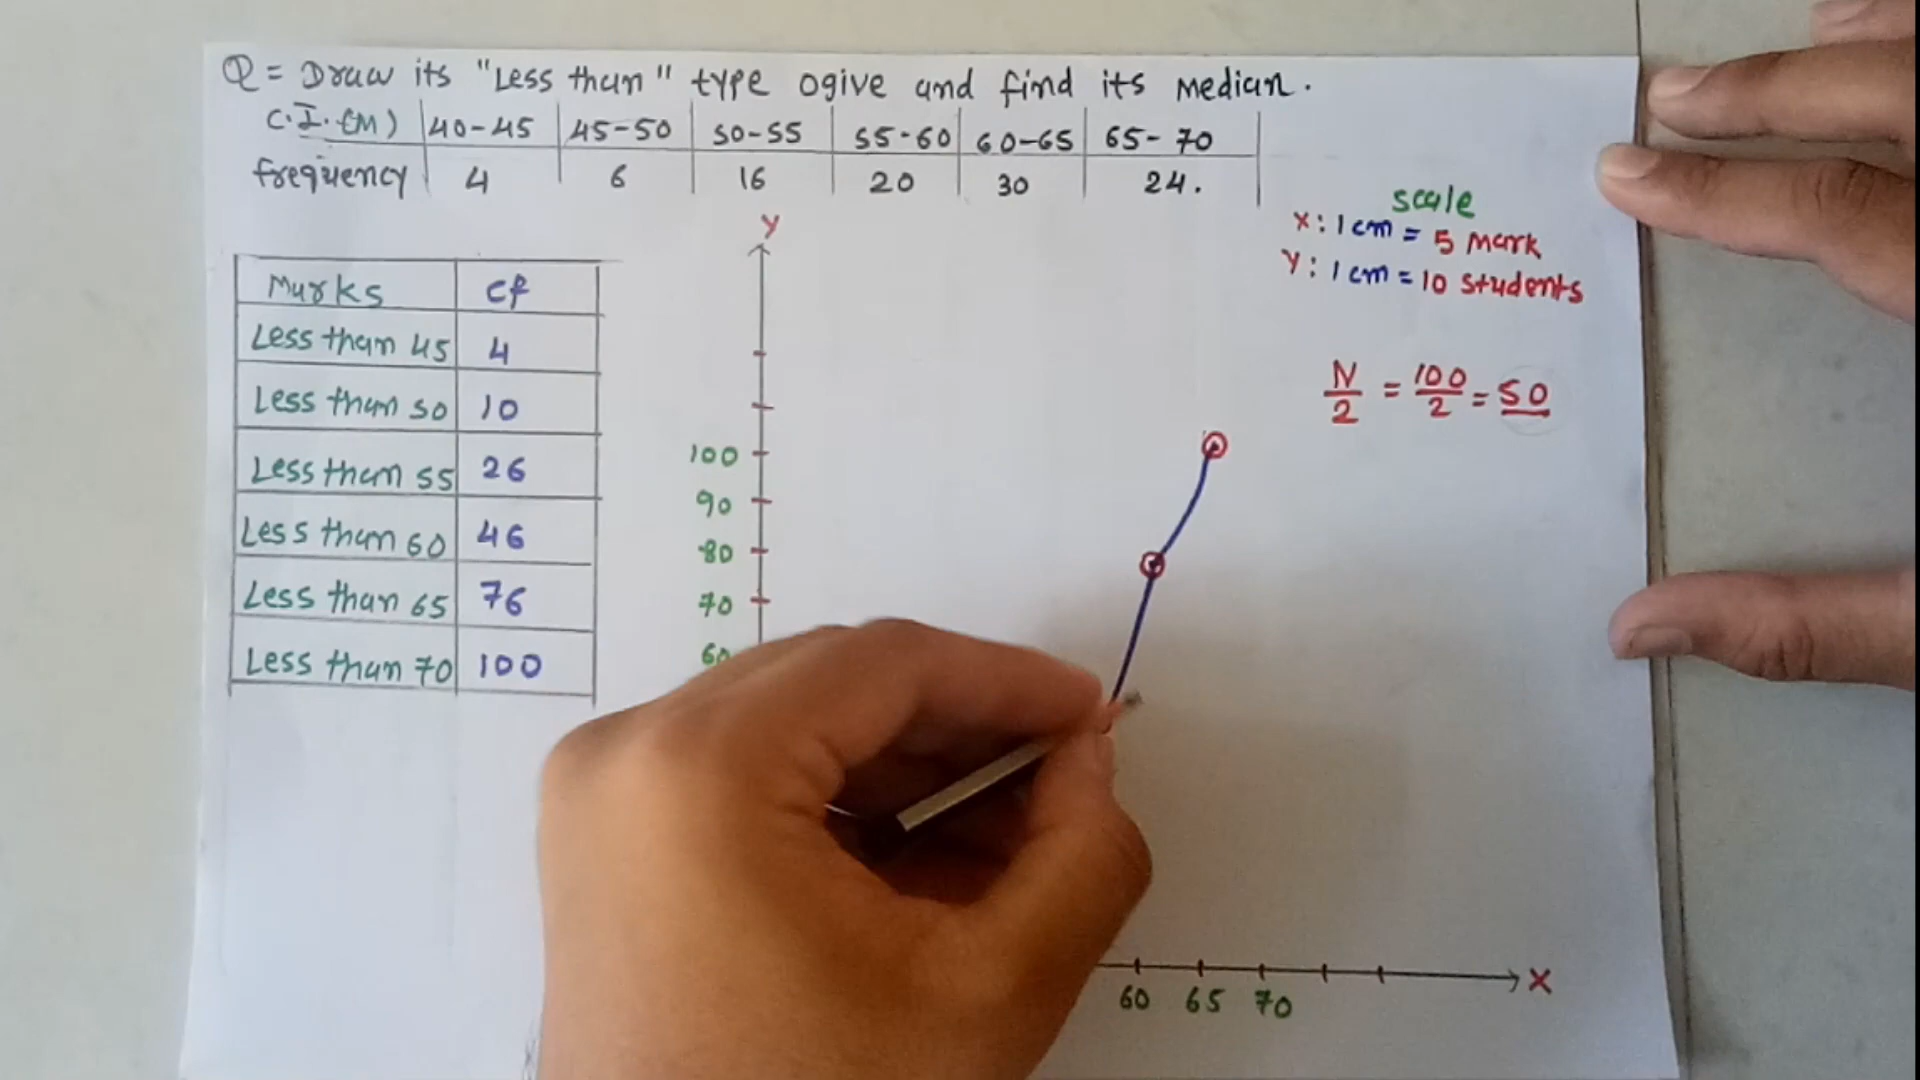 Q = Draw its "Less than" type ogive and find its median.
C.I. (M) 40-45 45-50 50-55 55-60 60-65 65-70
frequency 4 6 16 20 30 24.
scale
X: 1 cm = 5 mark
Y: 1 cm = 10 students
Y
Marks cf
Less than 45 4
Less than 50 10
Less than 55 26
Less than 60 46
Less than 65 76
Less than 70 100
N/2 = 100/2 = 50
100
90
80
70
60
60 65 70 X